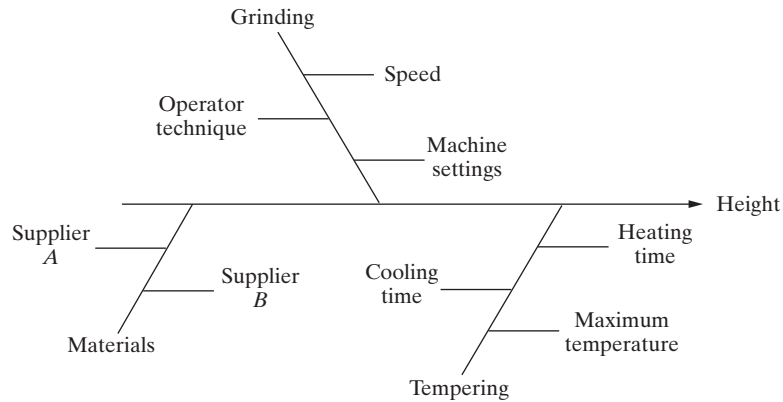 Grinding
Speed
Operator
technique
Machine
settings
Height
Supplier
A
Supplier
B
Materials
Heating
time
Cooling
time
Maximum
temperature
Tempering